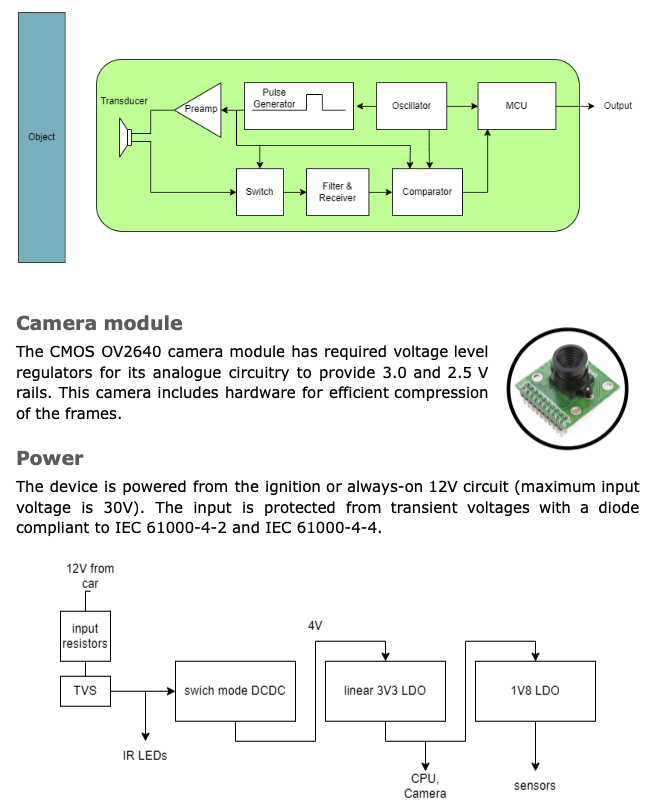 Object
Transducer
Preamp
Pulse
Generator
Oscillator
MCU
Output
Switch
Filter &
Receiver
Comparator
Camera module
The CMOS OV2640 camera module has required voltage level
regulators for its analogue circuitry to provide 3.0 and 2.5 V
rails. This camera includes hardware for efficient compression
of the frames.
Power
The device is powered from the ignition or always-on 12V circuit (maximum input
voltage is 30V). The input is protected from transient voltages with a diode
compliant to IEC 61000-4-2 and IEC 61000-4-4.
12V from
car
input
resistors
TVS
IR LEDs
swich mode DCDC
4V
linear 3V3 LDO
CPU,
Camera
1V8 LDO
sensors